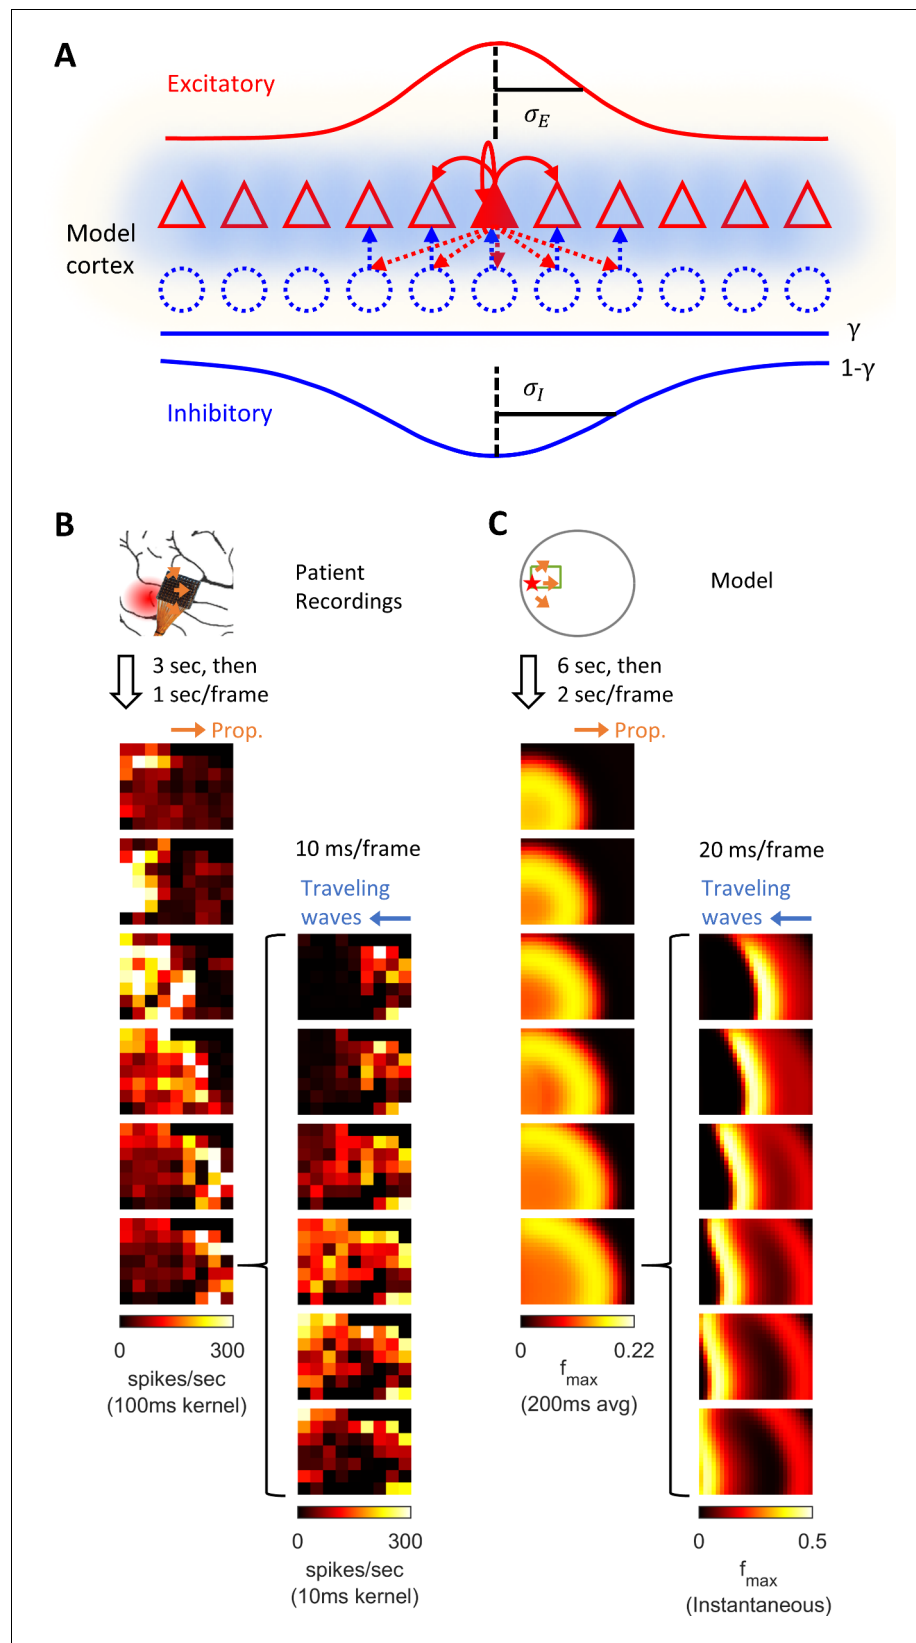 A
Excitatory
σE
Model
cortex
γ
1-γ
σI
Inhibitory
B
Patient
Recordings
3 sec, then
1 sec/frame
Prop.
10 ms/frame
Traveling
waves
0 300
spikes/sec
(100ms kernel)
0 300
spikes/sec
(10ms kernel)
C
Model
6 sec, then
2 sec/frame
Prop.
20 ms/frame
Traveling
waves
0 0.22
fmax
(200ms avg)
0 0.5
fmax
(Instantaneous)